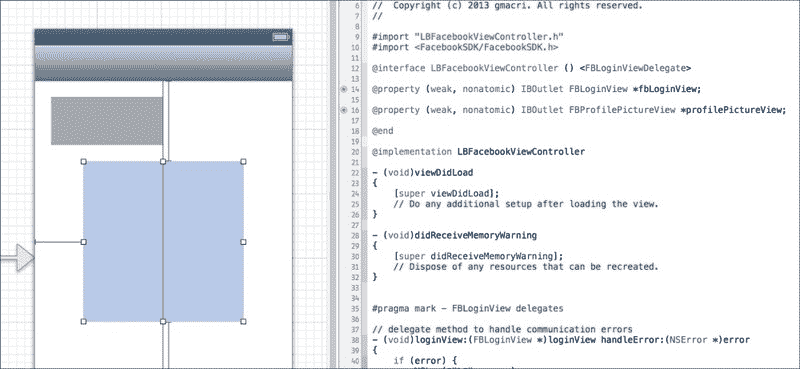 6 // Copyright (c) 2013 gmacri. All rights reserved.
7 //
8
9 #import "LBFacebookViewController.h"
10 #import <FacebookSDK/FacebookSDK.h>
11
12 @interface LBFacebookViewController () <FBLoginViewDelegate>
13
14 @property (weak, nonatomic) IBOutlet FBLoginView *fbLoginView;
15
16 @property (weak, nonatomic) IBOutlet FBProfilePictureView *profilePictureView;
17
18 @end
19
20 @implementation LBFacebookViewController
21
22 - (void)viewDidLoad
23 {
24 [super viewDidLoad];
25 // Do any additional setup after loading the view.
26 }
27
28 - (void)didReceiveMemoryWarning
29 {
30 [super didReceiveMemoryWarning];
31 // Dispose of any resources that can be recreated.
32 }
33
34
35 #pragma mark - FBLoginView delegates
36
37 // delegate method to handle communication errors
38 - (void)loginView:(FBLoginView *)loginView handleError:(NSError *)error
39 {
40 if (error) {